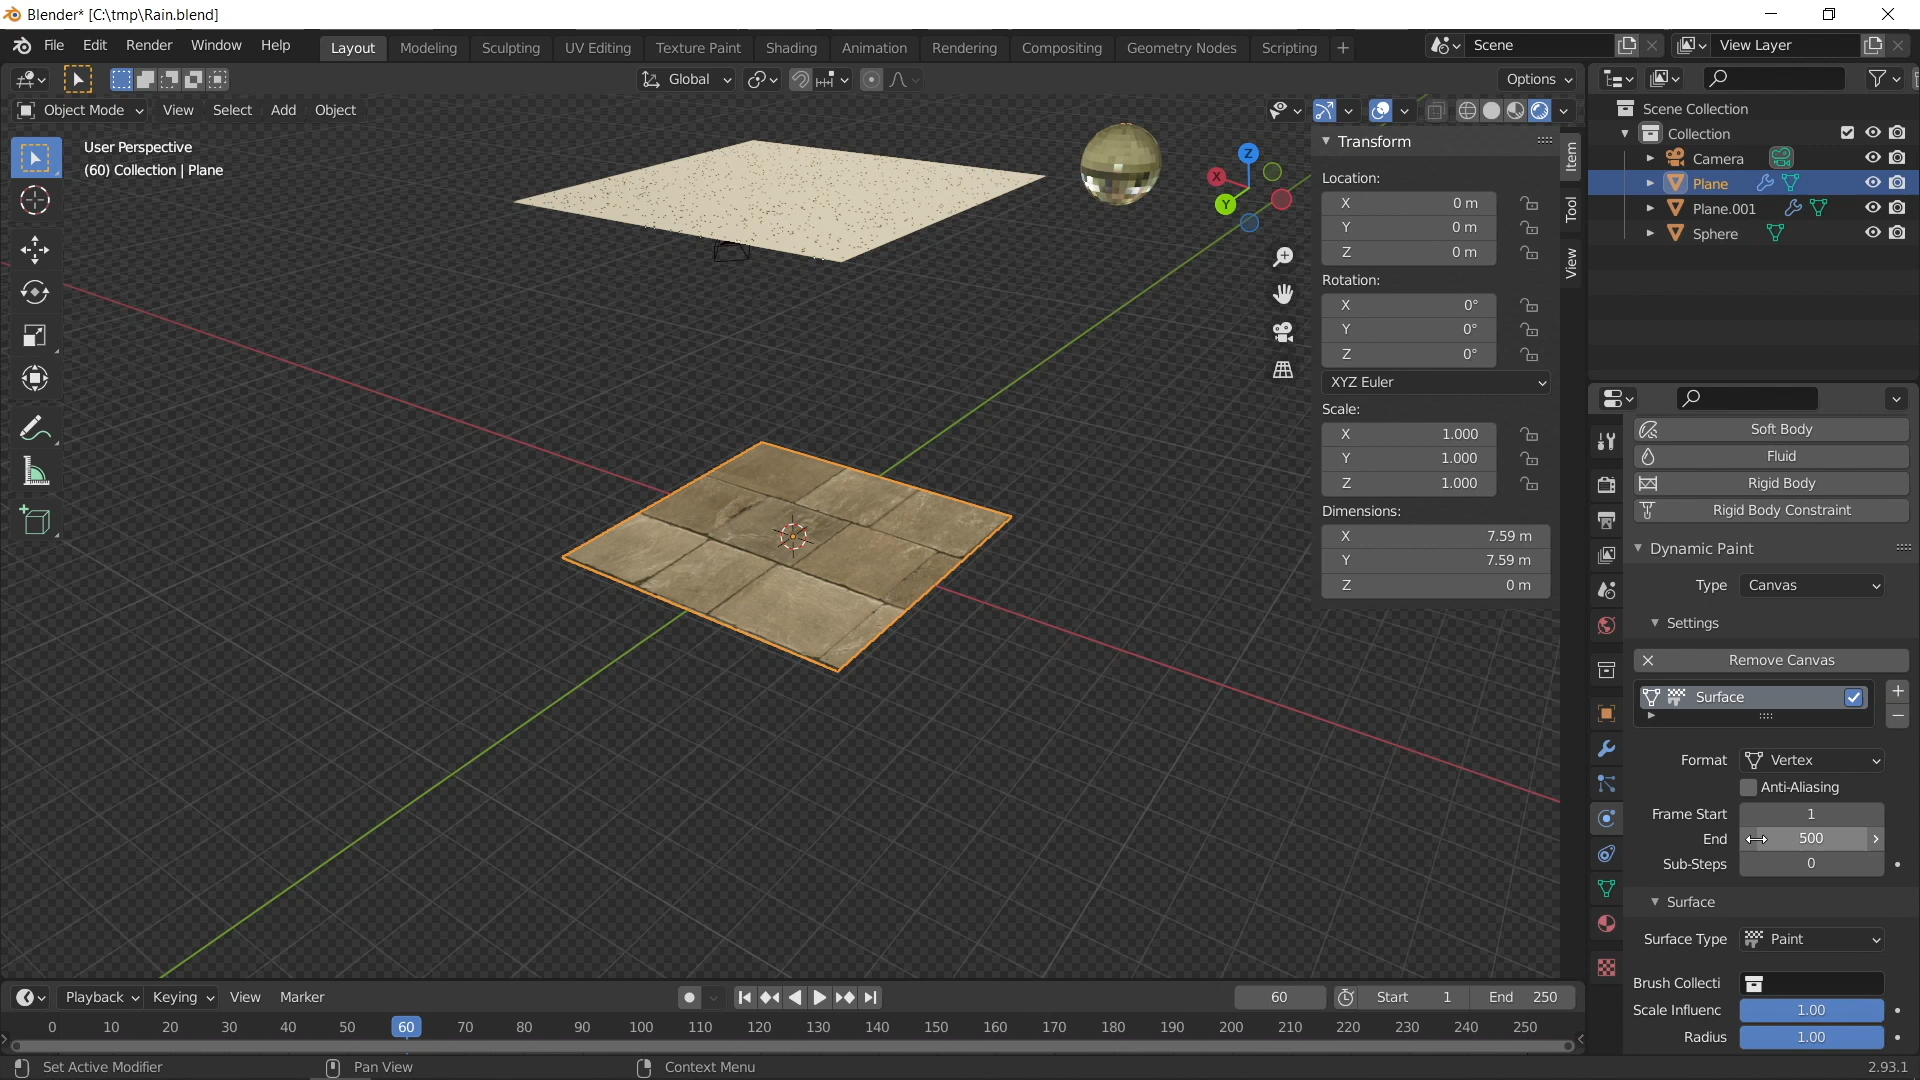 Blender* [C:\tmp\Rain.blend]
File Edit Render Window Help
Layout Modeling Sculpting UV Editing Texture Paint Shading Animation Rendering Compositing Geometry Nodes Scripting +
Scene
View Layer
Global
Options
Object Mode View Select Add Object
User Perspective
(60) Collection | Plane
Z
X
Y
Transform
Location:
X 0 m
Y 0 m
Z 0 m
Rotation:
X 0°
Y 0°
Z 0°
XYZ Euler
Scale:
X 1.000
Y 1.000
Z 1.000
Dimensions:
X 7.59 m
Y 7.59 m
Z 0 m
Item
Tool
View
Scene Collection
Collection
Camera
Plane
Plane.001
Sphere
Soft Body
Fluid
Rigid Body
Rigid Body Constraint
Dynamic Paint
Type Canvas
Settings
Remove Canvas
Surface
Format Vertex
Anti-Aliasing
Frame Start 1
End 500
Sub-Steps 0
Surface
Surface Type Paint
Brush Collecti
Scale Influenc 1.00
Radius 1.00
Playback Keying View Marker
60
Start 1
End 250
0 10 20 30 40 50 60 70 80 90 100 110 120 130 140 150 160 170 180 190 200 210 220 230 240 250
Set Active Modifier
Pan View
Context Menu
2.93.1